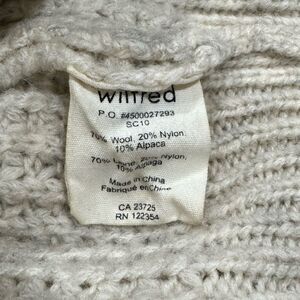 wilfred
P.O. #4500027293
SC10
70% Wool, 20% Nylon,
10% Alpaca
70% Laine, 20% Nylon,
10% Alpaga
Made in China
Fabriqué en Chine
CA 23725
RN 122354